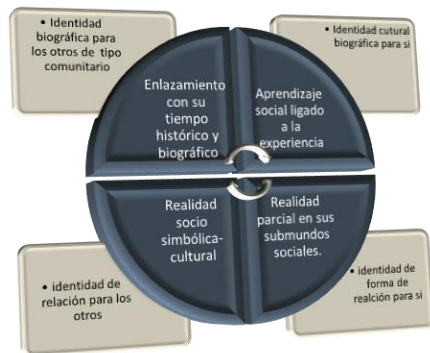 • Identidad
biográfica para
los otros de tipo
comunitario
• Identidad cutural
biográfica para si
Enlazamiento
con su
tiempo
histórico y
biográfico
Aprendizaje
social ligado
a la
experiencia
Realidad
socio
simbólica-
cultural
Realidad
parcial en sus
submundos
sociales.
• identidad de
relación para los
otros
• identidad de
forma de
realción para si